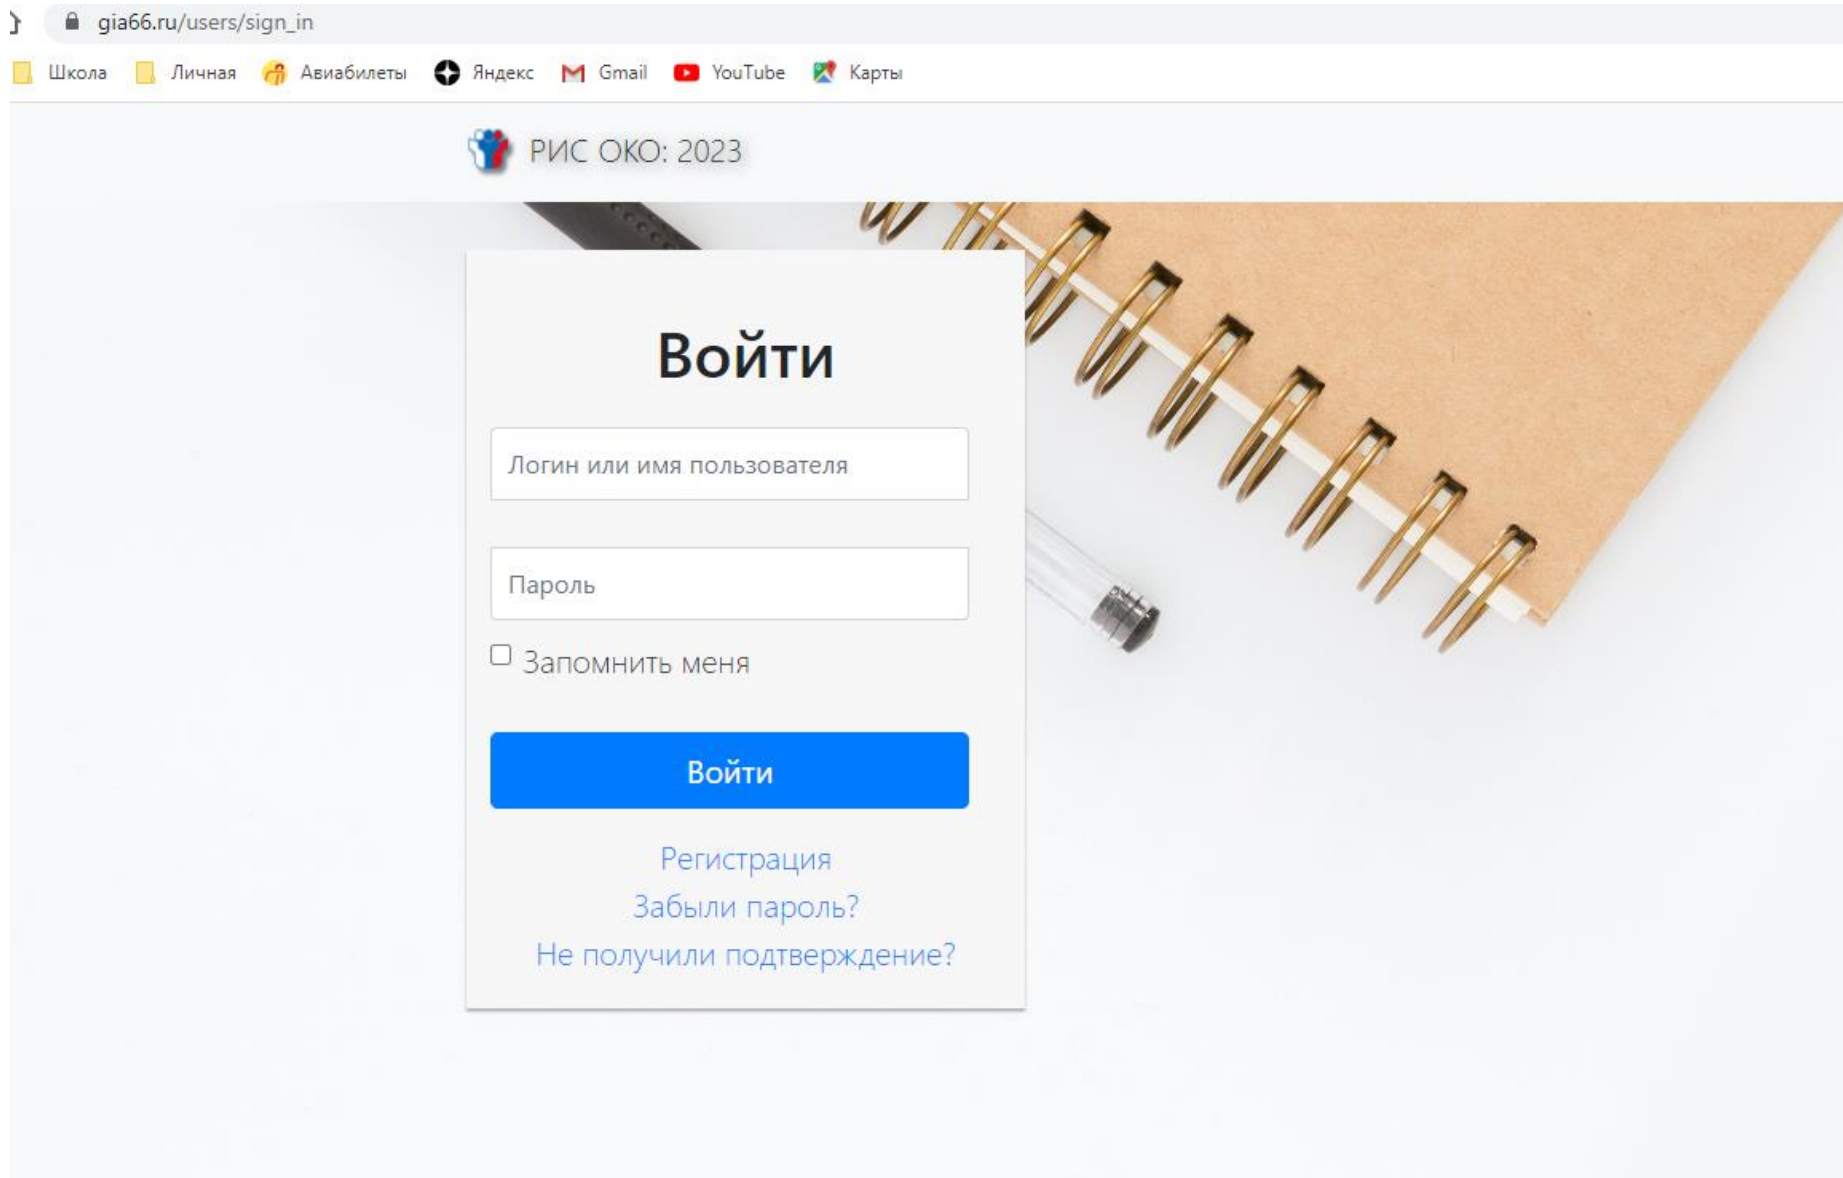 gia66.ru/users/sign_in
Школа Личная Авиабилеты Яндекс Gmail YouTube Карты
РИС ОКО: 2023
Войти
Логин или имя пользователя
Пароль
Запомнить меня
Войти
Регистрация
Забыли пароль?
Не получили подтверждение?